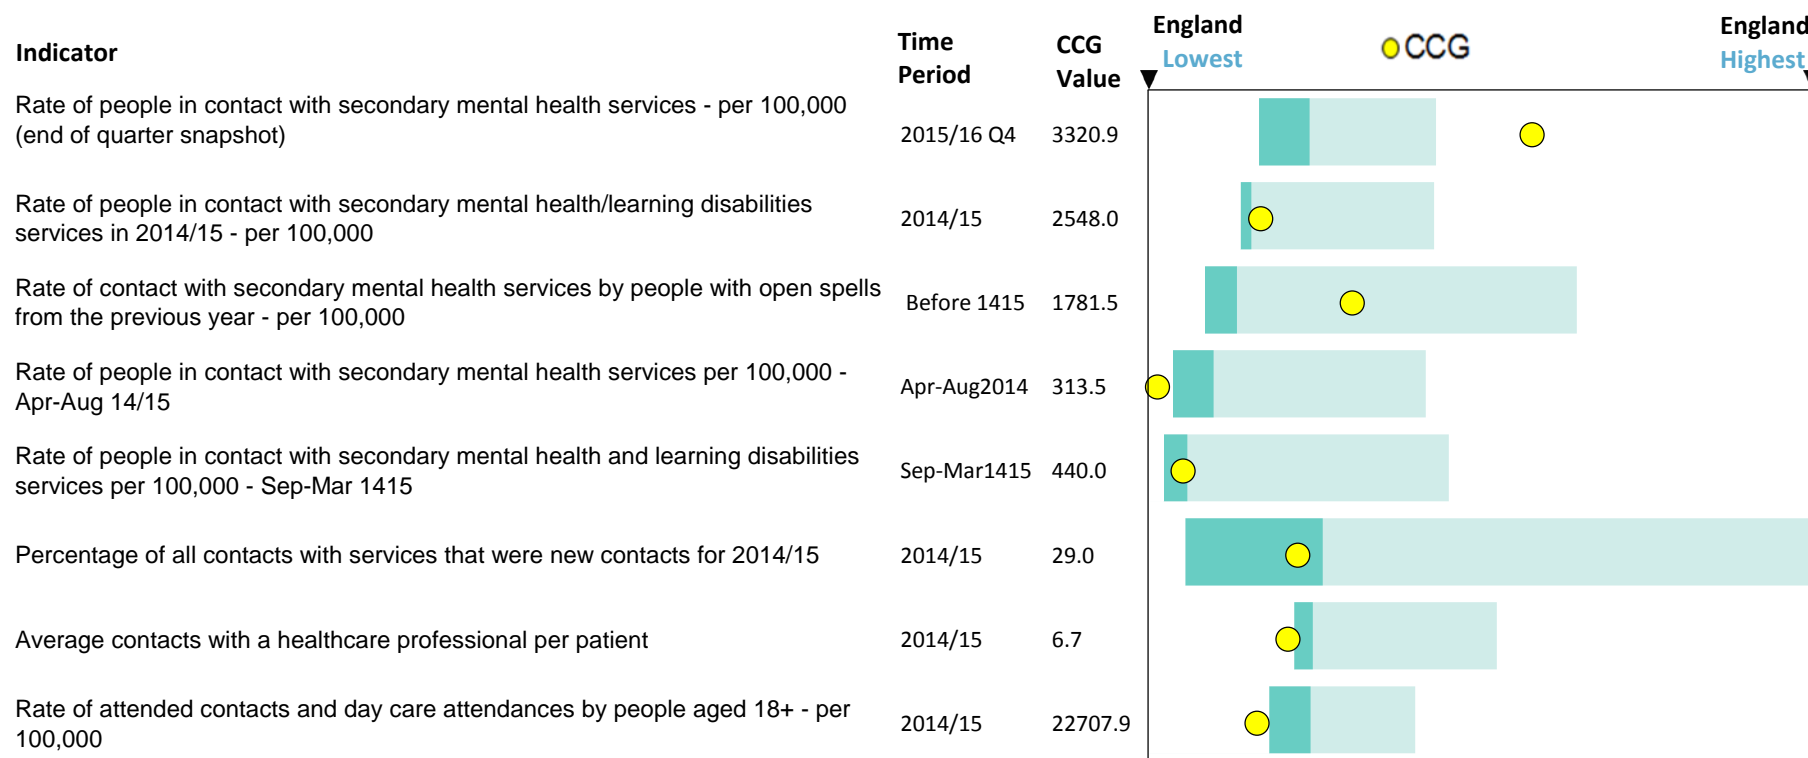 Indicator
Time
Period
CCG
Value
England
Lowest
CCG
England
Highest
Rate of people in contact with secondary mental health services - per 100,000
(end of quarter snapshot)
2015/16 Q4
3320.9
Rate of people in contact with secondary mental health/learning disabilities
services in 2014/15 - per 100,000
2014/15
2548.0
Rate of contact with secondary mental health services by people with open spells
from the previous year - per 100,000
Before 1415
1781.5
Rate of people in contact with secondary mental health services per 100,000 -
Apr-Aug 14/15
Apr-Aug2014
313.5
Rate of people in contact with secondary mental health and learning disabilities
services per 100,000 - Sep-Mar 1415
Sep-Mar1415
440.0
Percentage of all contacts with services that were new contacts for 2014/15
2014/15
29.0
Average contacts with a healthcare professional per patient
2014/15
6.7
Rate of attended contacts and day care attendances by people aged 18+ - per
100,000
2014/15
22707.9